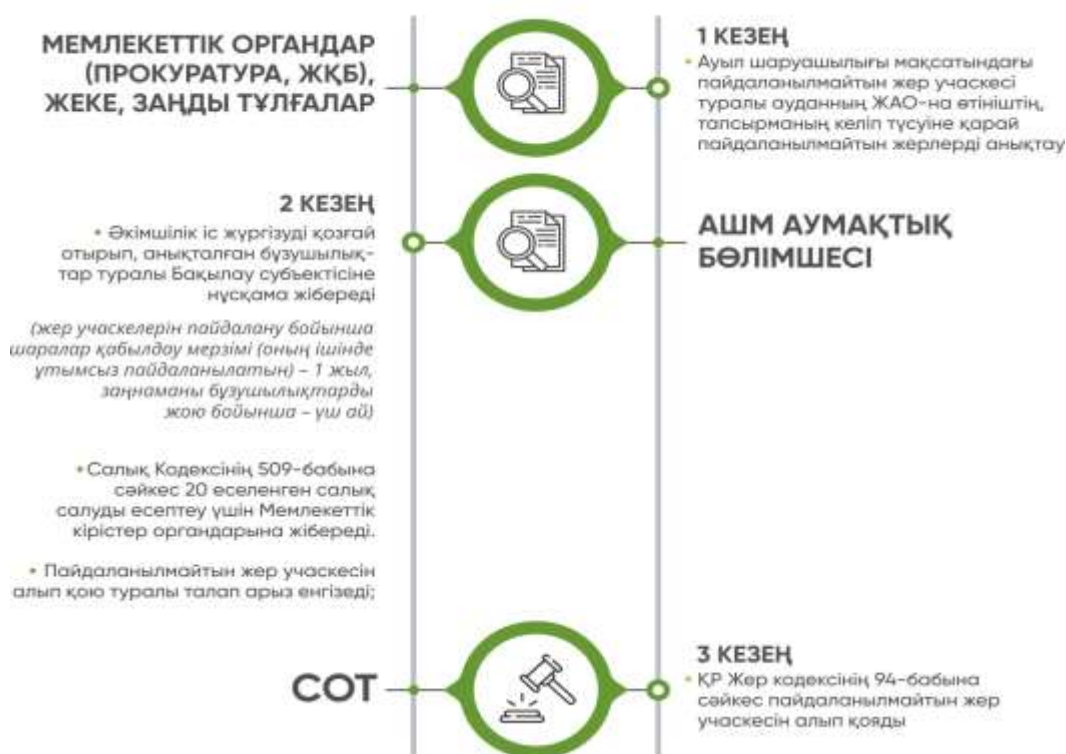 МЕМЛЕКЕТТІК ОРГАНДАР
(ПРОКУРАТУРА, ЖҚБ),
ЖЕКЕ, ЗАҢДЫ ТҰЛҒАЛАР
1 КЕЗЕҢ
• Ауыл шаруашылығы мақсатындағы
пайдаланылмайтын жер учаскесі
туралы ауданның ЖАО-на өтініштің,
тапсырманың келіп түсуіне қарай
пайдаланылмайтын жерлерді анықтау
2 КЕЗЕҢ
• Әкімшілік іс жүргізуді қозғай
отырып, анықталған бұзушылық-
тар туралы Бақылау субъектісіне
нұсқама жібереді
(жер учаскелерін пайдалану бойынша
шаралар қабылдау мерзімі (оның ішінде
ұтымсыз пайдаланылатын) – 1 жыл,
заңнаманы бұзушылықтарды
жою бойынша – үш ай)
• Салық Кодексінің 509-бабына
сәйкес 20 еселенген салық
салуды есептеу үшін Мемлекеттік
кірістер органдарына жібереді.
• Пайдаланылмайтын жер учаскесін
алып қою туралы талап арыз енгізеді;
АШМ АУМАҚТЫҚ
БӨЛІМШЕСІ
СОТ
3 КЕЗЕҢ
• ҚР Жер кодексінің 94-бабына
сәйкес пайдаланылмайтын жер
учаскесін алып қояды